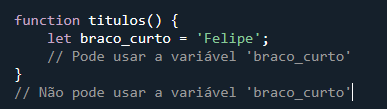 function titulos() {
let braco_curto = 'Felipe';
// Pode usar a variável 'braco_curto'
}
// Não pode usar a variável 'braco_curto'